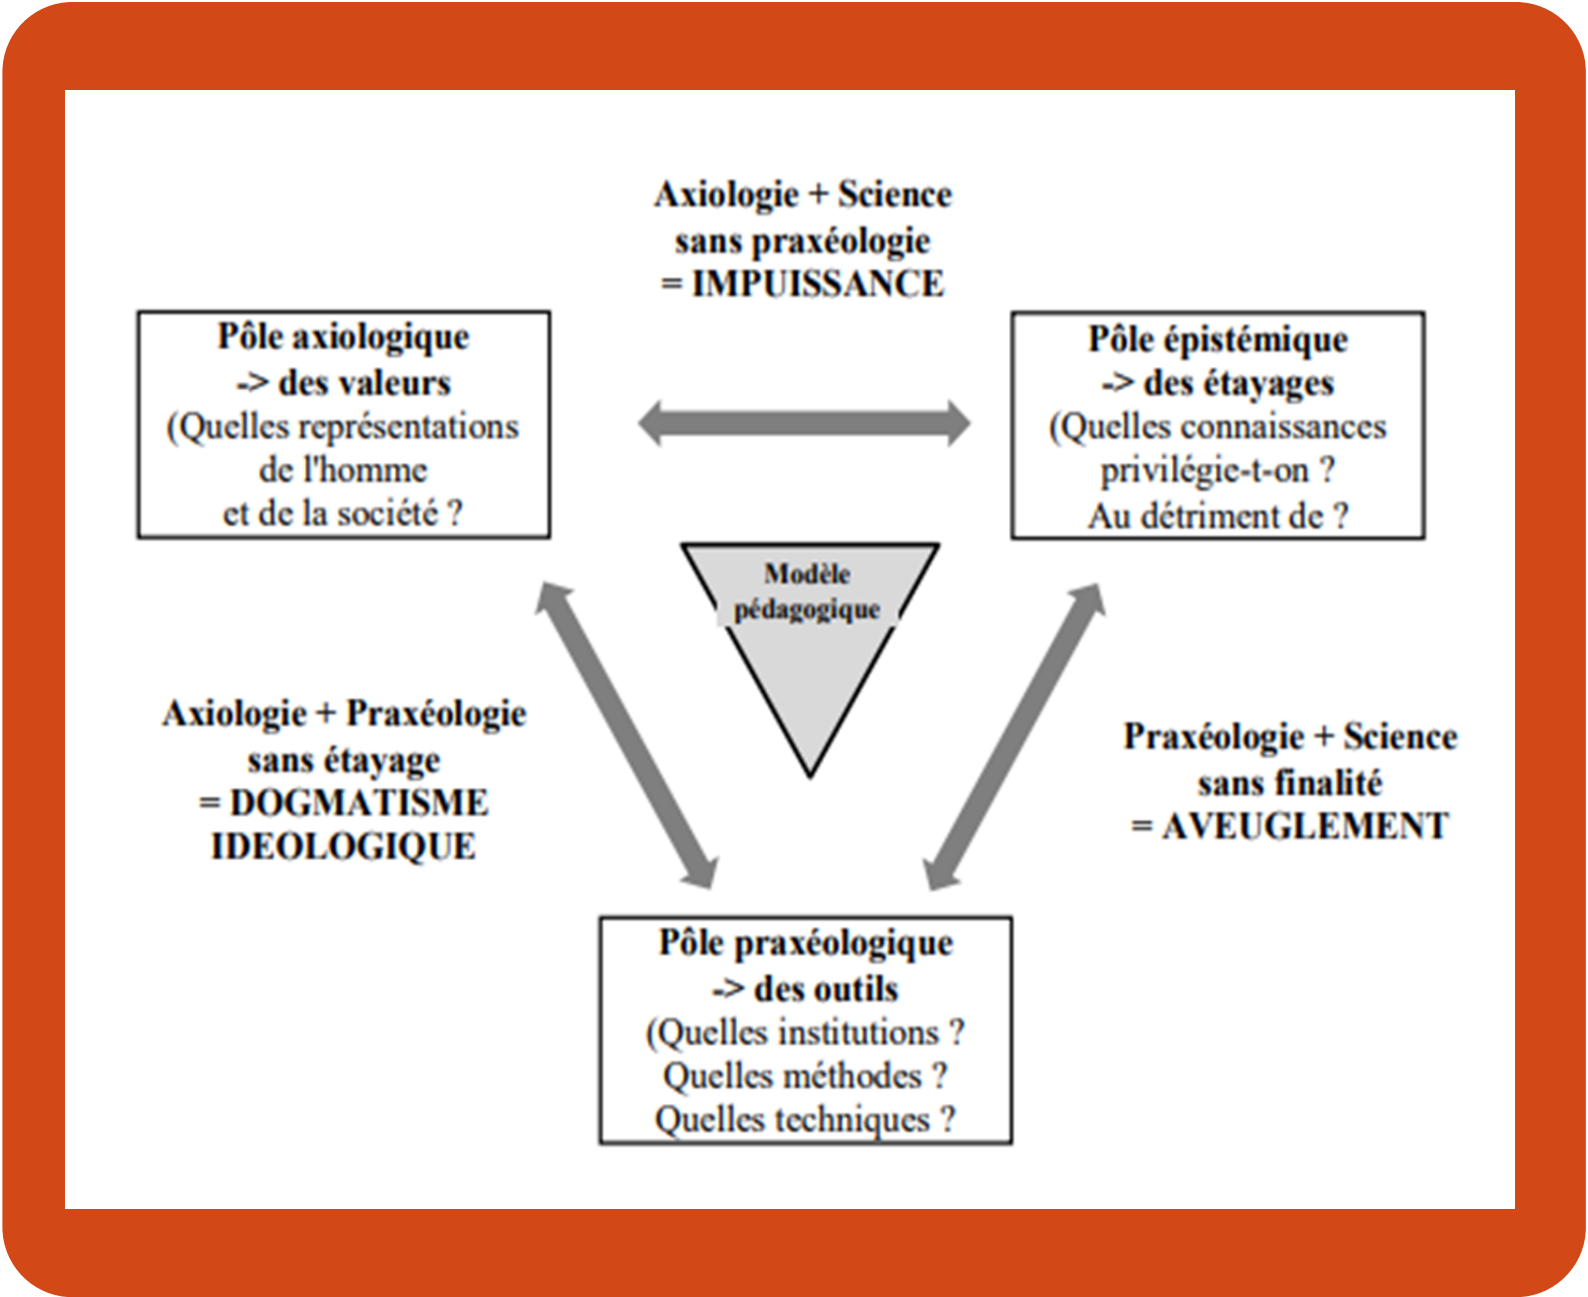 Axiologie + Science
sans praxéologie
= IMPUISSANCE
Pôle axiologique
-> des valeurs
(Quelles représentations
de l'homme
et de la société ?
Pôle épistémique
-> des étayages
(Quelles connaissances
privilégie-t-on ?
Au détriment de ?
Modèle
pédagogique
Axiologie + Praxéologie
sans étayage
= DOGMATISME
IDEOLOGIQUE
Praxéologie + Science
sans finalité
= AVEUGLEMENT
Pôle praxéologique
-> des outils
(Quelles institutions ?
Quelles méthodes ?
Quelles techniques ?